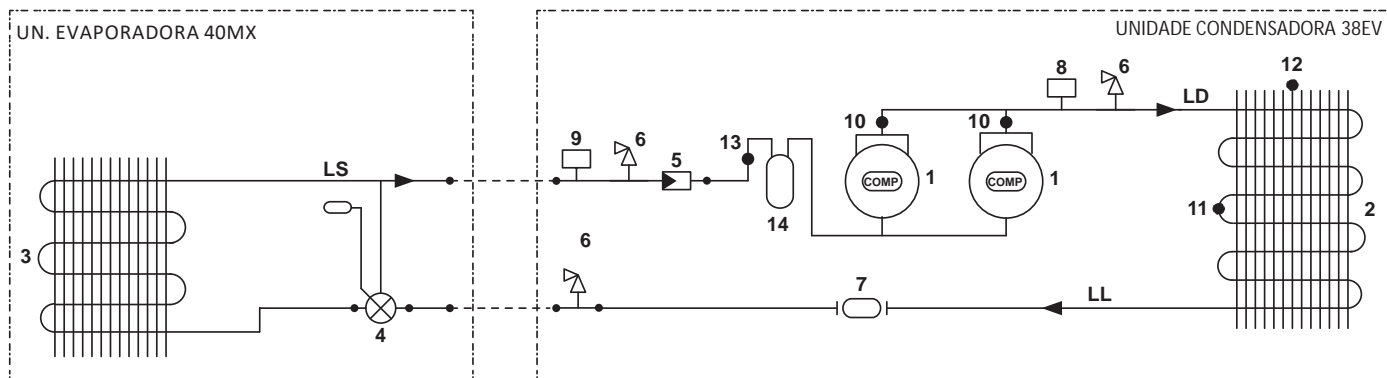 UN. EVAPORADORA 40MX
UNIDADE CONDENSADORA 38EV
12
8
6
LD
10
10
9
6
13
5
LS
COMP
1
COMP
1
14
11
2
3
6
7
LL
4